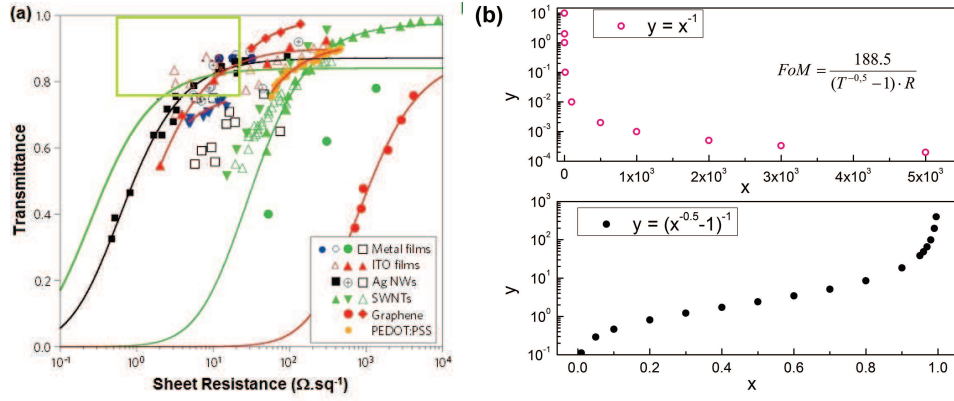 (a)
1.0
0.8
0.6
0.4
0.2
0.0
Transmittance
10⁻¹ 10⁰ 10¹ 10² 10³ 10⁴
Sheet Resistance (Ω.sq⁻¹)
Metal films
ITO films
Ag NWs
SWNTs
Graphene
PEDOT:PSS
(b)
y = x⁻¹
FoM = 188.5 / (T⁻⁰·⁵ − 1) · R
10¹
10⁰
10⁻¹
10⁻²
10⁻³
10⁻⁴
y
0 1x10³ 2x10³ 3x10³ 4x10³ 5x10³
x
y = (x⁻⁰·⁵-1)⁻¹
10³
10²
10¹
10⁰
10⁻¹
y
0.0 0.2 0.4 0.6 0.8 1.0
x